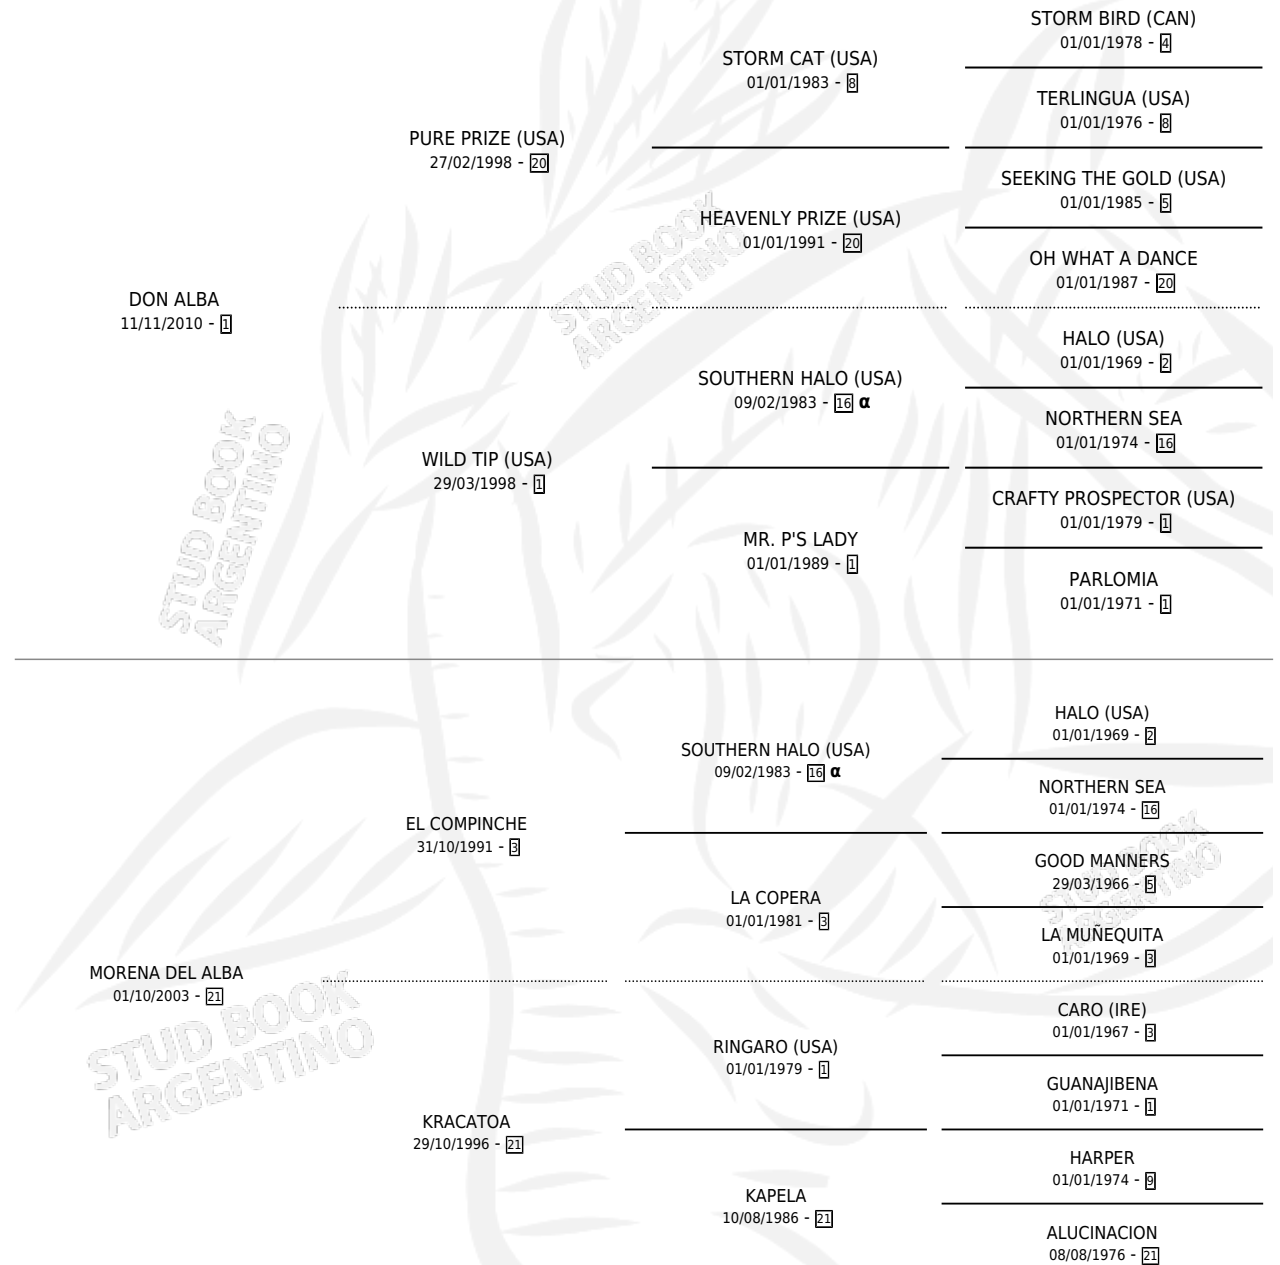 STORM BIRD (CAN)
01/01/1978 - 4
STORM CAT (USA)
01/01/1983 - 8
TERLINGUA (USA)
01/01/1976 - 8
PURE PRIZE (USA)
27/02/1998 - 20
SEEKING THE GOLD (USA)
01/01/1985 - 5
HEAVENLY PRIZE (USA)
01/01/1991 - 20
OH WHAT A DANCE
01/01/1987 - 20
STUD BOOK
ARGENTINO
DON ALBA
11/11/2010 - 1
HALO (USA)
01/01/1969 - 2
SOUTHERN HALO (USA)
09/02/1983 - 16 α
NORTHERN SEA
01/01/1974 - 16
WILD TIP (USA)
29/03/1998 - 1
CRAFTY PROSPECTOR (USA)
01/01/1979 - 1
MR. P'S LADY
01/01/1989 - 1
PARLOMIA
01/01/1971 - 1
STUD BOOK
ARGENTINO
HALO (USA)
01/01/1969 - 2
SOUTHERN HALO (USA)
09/02/1983 - 16 α
NORTHERN SEA
01/01/1974 - 16
EL COMPINCHE
31/10/1991 - 3
GOOD MANNERS
29/03/1966 - 5
LA COPERA
01/01/1981 - 3
LA MUÑEQUITA
01/01/1969 - 3
STUD BOOK
ARGENTINO
MORENA DEL ALBA
01/10/2003 - 21
CARO (IRE)
01/01/1967 - 3
RINGARO (USA)
01/01/1979 - 1
GUANAJIBENA
01/01/1971 - 1
STUD BOOK
ARGENTINO
KRACATOA
29/10/1996 - 21
HARPER
01/01/1974 - 9
KAPELA
10/08/1986 - 21
ALUCINACION
08/08/1976 - 21